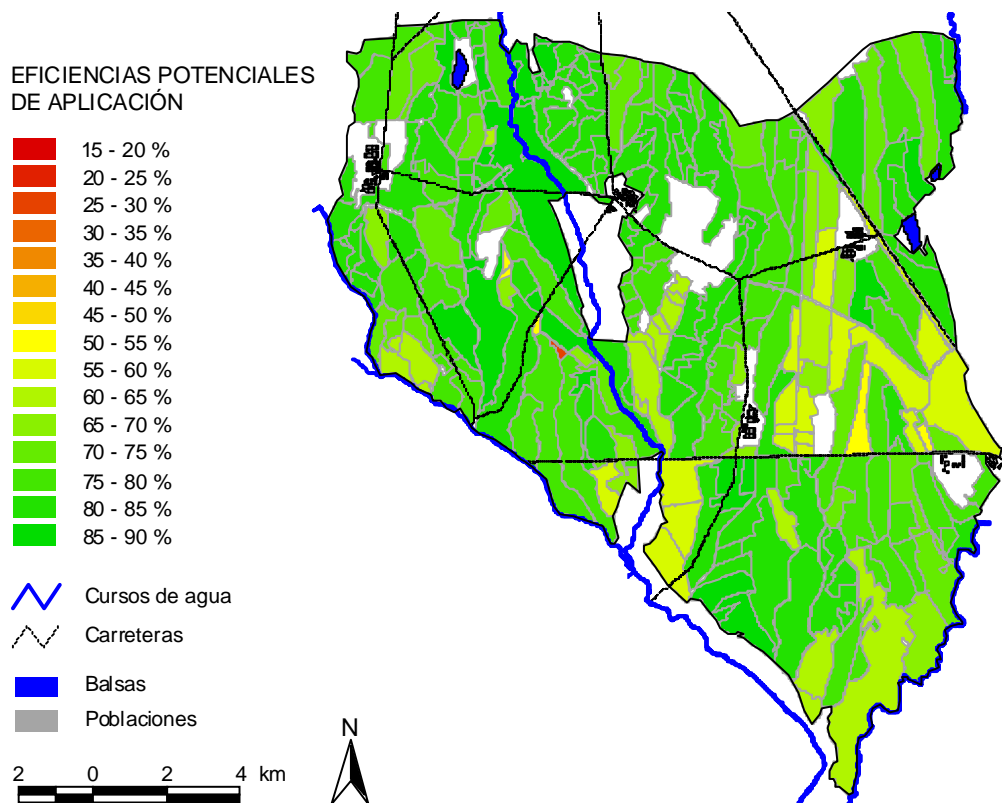 EFICIENCIAS POTENCIALES
DE APLICACIÓN
15 - 20 %
20 - 25 %
25 - 30 %
30 - 35 %
35 - 40 %
40 - 45 %
45 - 50 %
50 - 55 %
55 - 60 %
60 - 65 %
65 - 70 %
70 - 75 %
75 - 80 %
80 - 85 %
85 - 90 %
Cursos de agua
Carreteras
Balsas
Poblaciones
N
2 0 2 4 km